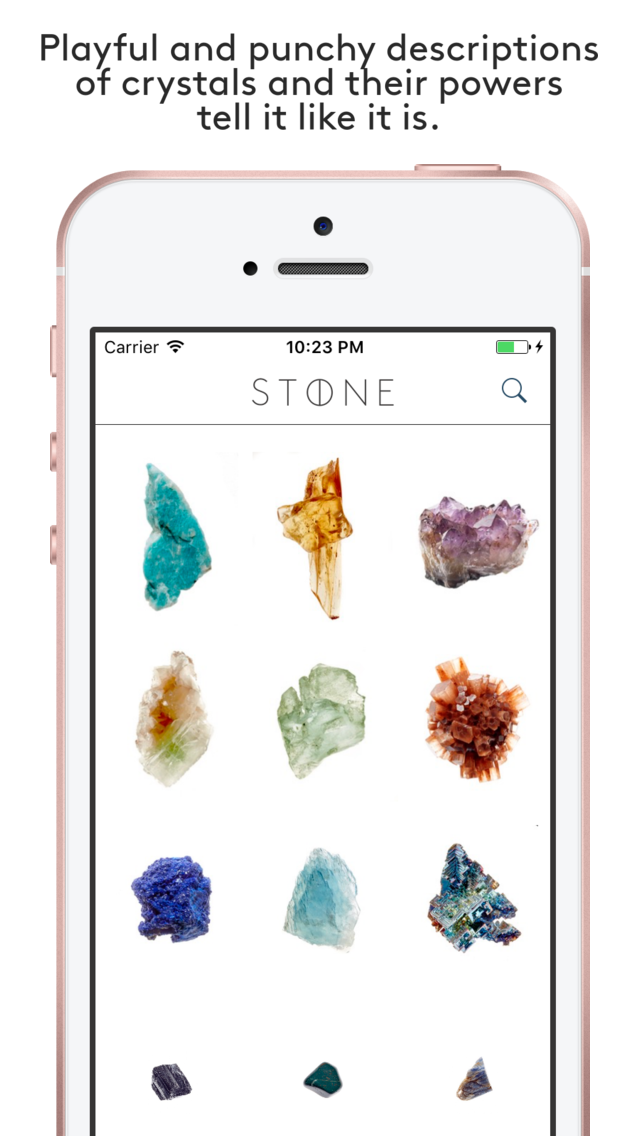 Playful and punchy descriptions
of crystals and their powers
tell it like it is.
Carrier 10:23 PM
STONE